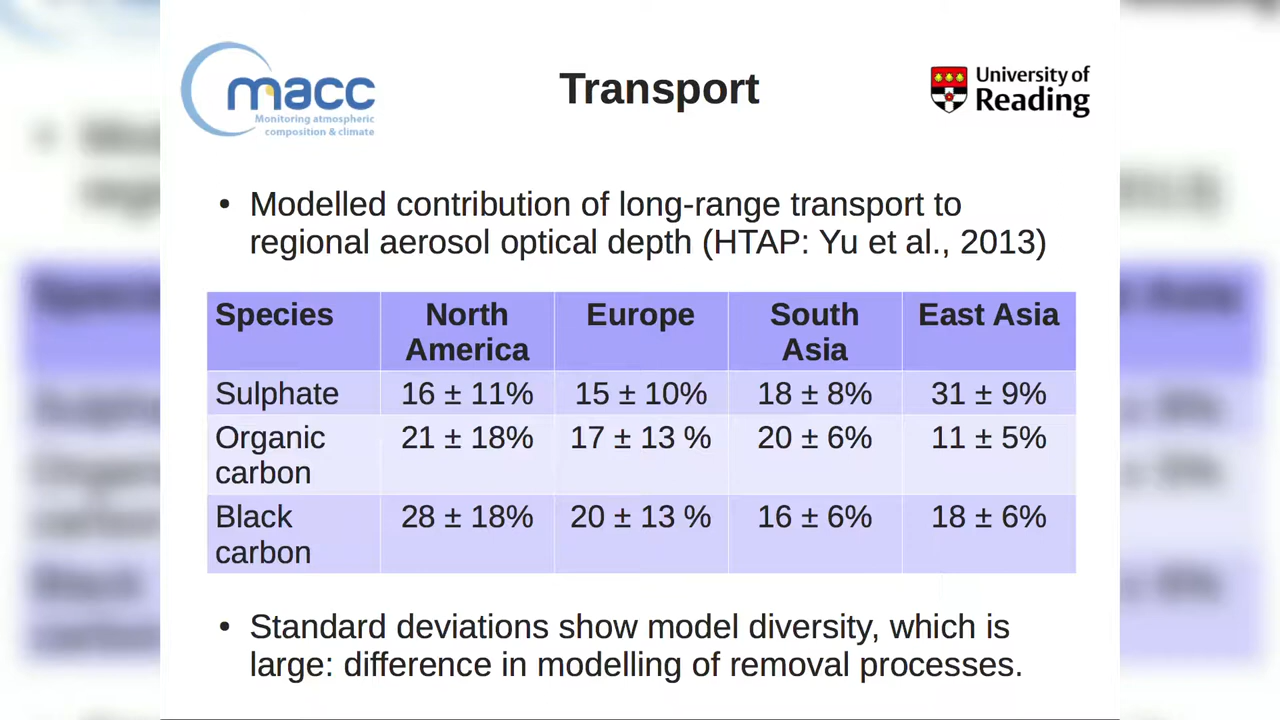 macc
Monitoring atmospheric
composition & climate
Transport
University of
Reading
• Modelled contribution of long-range transport to
regional aerosol optical depth (HTAP: Yu et al., 2013)
Species North America Europe South Asia East Asia
Sulphate 16 ± 11% 15 ± 10% 18 ± 8% 31 ± 9%
Organic carbon 21 ± 18% 17 ± 13 % 20 ± 6% 11 ± 5%
Black carbon 28 ± 18% 20 ± 13 % 16 ± 6% 18 ± 6%
• Standard deviations show model diversity, which is
large: difference in modelling of removal processes.